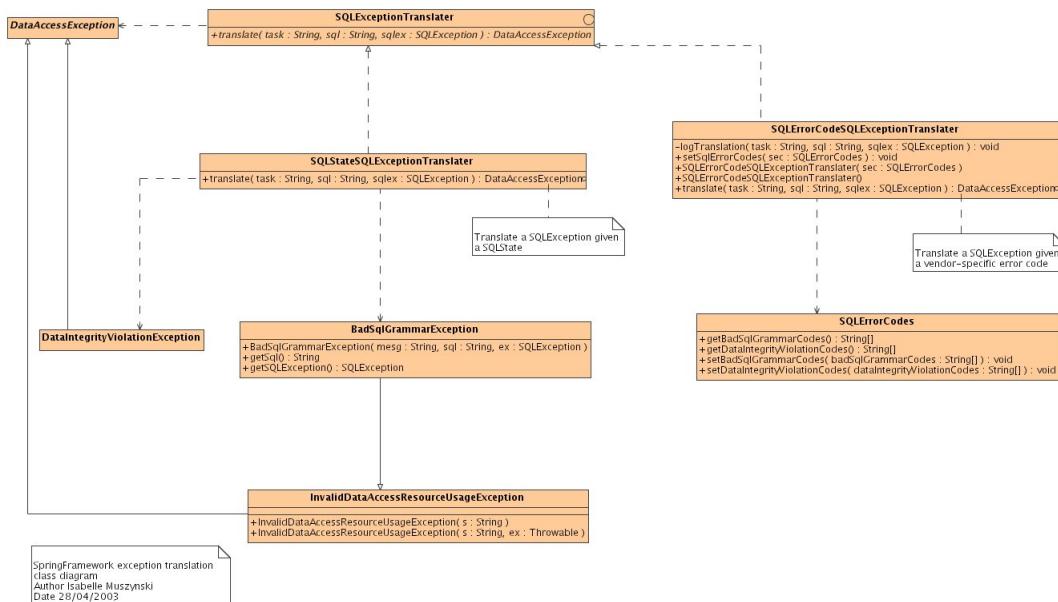 DataAccessException
SQLExceptionTranslater
+translate( task : String, sql : String, sqlex : SQLException ) : DataAccessException
SQLErrorCodeSQLExceptionTranslater
-logTranslation( task : String, sql : String, sqlex : SQLException ) : void
+setSqlErrorCodes( sec : SQLErrorCodes ) : void
+SQLErrorCodeSQLExceptionTranslater( sec : SQLErrorCodes )
+SQLErrorCodeSQLExceptionTranslater()
+translate( task : String, sql : String, sqlex : SQLException ) : DataAccessException
SQLStateSQLExceptionTranslater
+translate( task : String, sql : String, sqlex : SQLException ) : DataAccessException
Translate a SQLException given
a SQLState
Translate a SQLException given
a vendor-specific error code
DataIntegrityViolationException
BadSqlGrammarException
+BadSqlGrammarException( mesg : String, sql : String, ex : SQLException )
+getSql() : String
+getSQLException() : SQLException
SQLErrorCodes
+getBadSqlGrammarCodes() : String[]
+getDataIntegrityViolationCodes() : String[]
+setBadSqlGrammarCodes( badSqlGrammarCodes : String[] ) : void
+setDataIntegrityViolationCodes( dataIntegrityViolationCodes : String[] ) : void
InvalidDataAccessResourceUsageException
+InvalidDataAccessResourceUsageException( s : String )
+InvalidDataAccessResourceUsageException( s : String, ex : Throwable )
SpringFramework exception translation
class diagram
Author Isabelle Muszynski
Date 28/04/2003